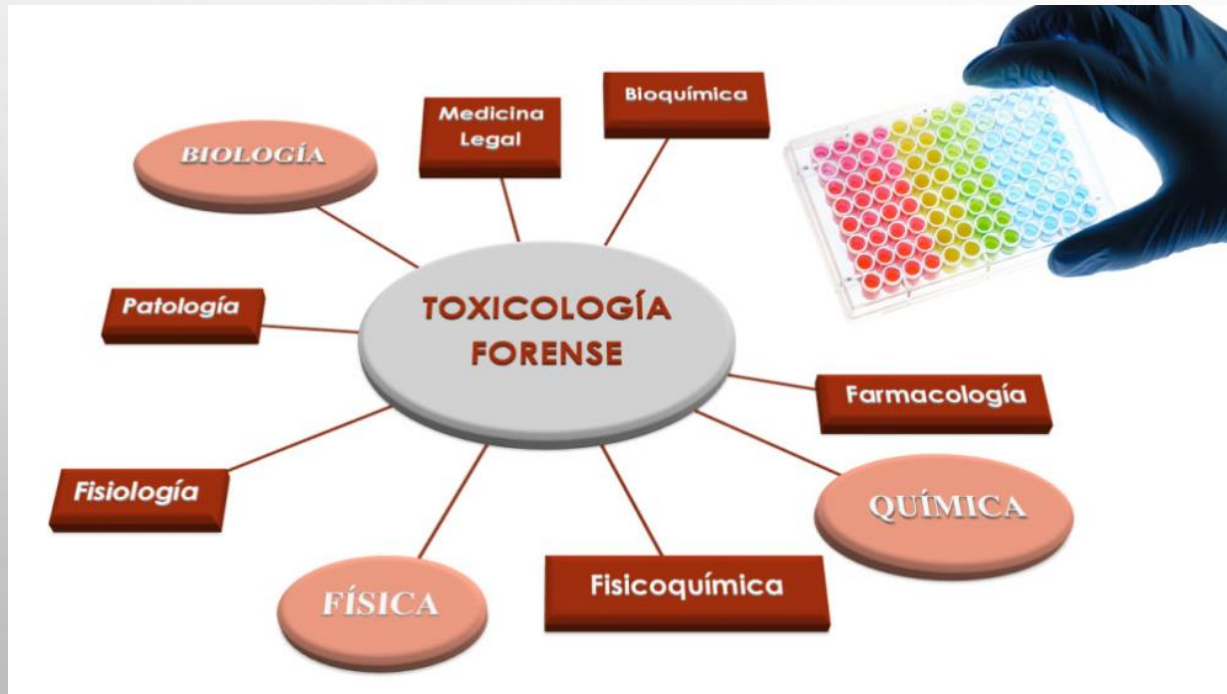 Bioquímica
Medicina
Legal
BIOLOGÍA
TOXICOLOGÍA
FORENSE
Patología
Farmacología
Fisiología
QUÍMICA
Fisicoquímica
FÍSICA